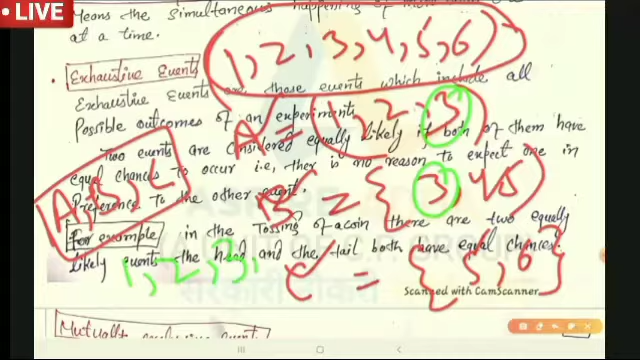 LIVE
Means the simultaneous happening of
at a time.
1, 2, 3, 4, 5, 6
Exhaustive Events
Exhaustive Events are those events which include all
Possible outcomes of an experiment.
A = (1, 2, 3)
Two events are considered equally likely if both of them have
equal chances to occur i.e, ther is no reason to expect one in
Preference to the other event.
A, B, C
B = { 3, 4, 5
For example in the Tossing of a coin there are two equally
likely events the head and the tail both have equal chances.
1, 2, 3,
C = { 5, 6 }
सरकारी
Scanned with CamScanner
Mutually